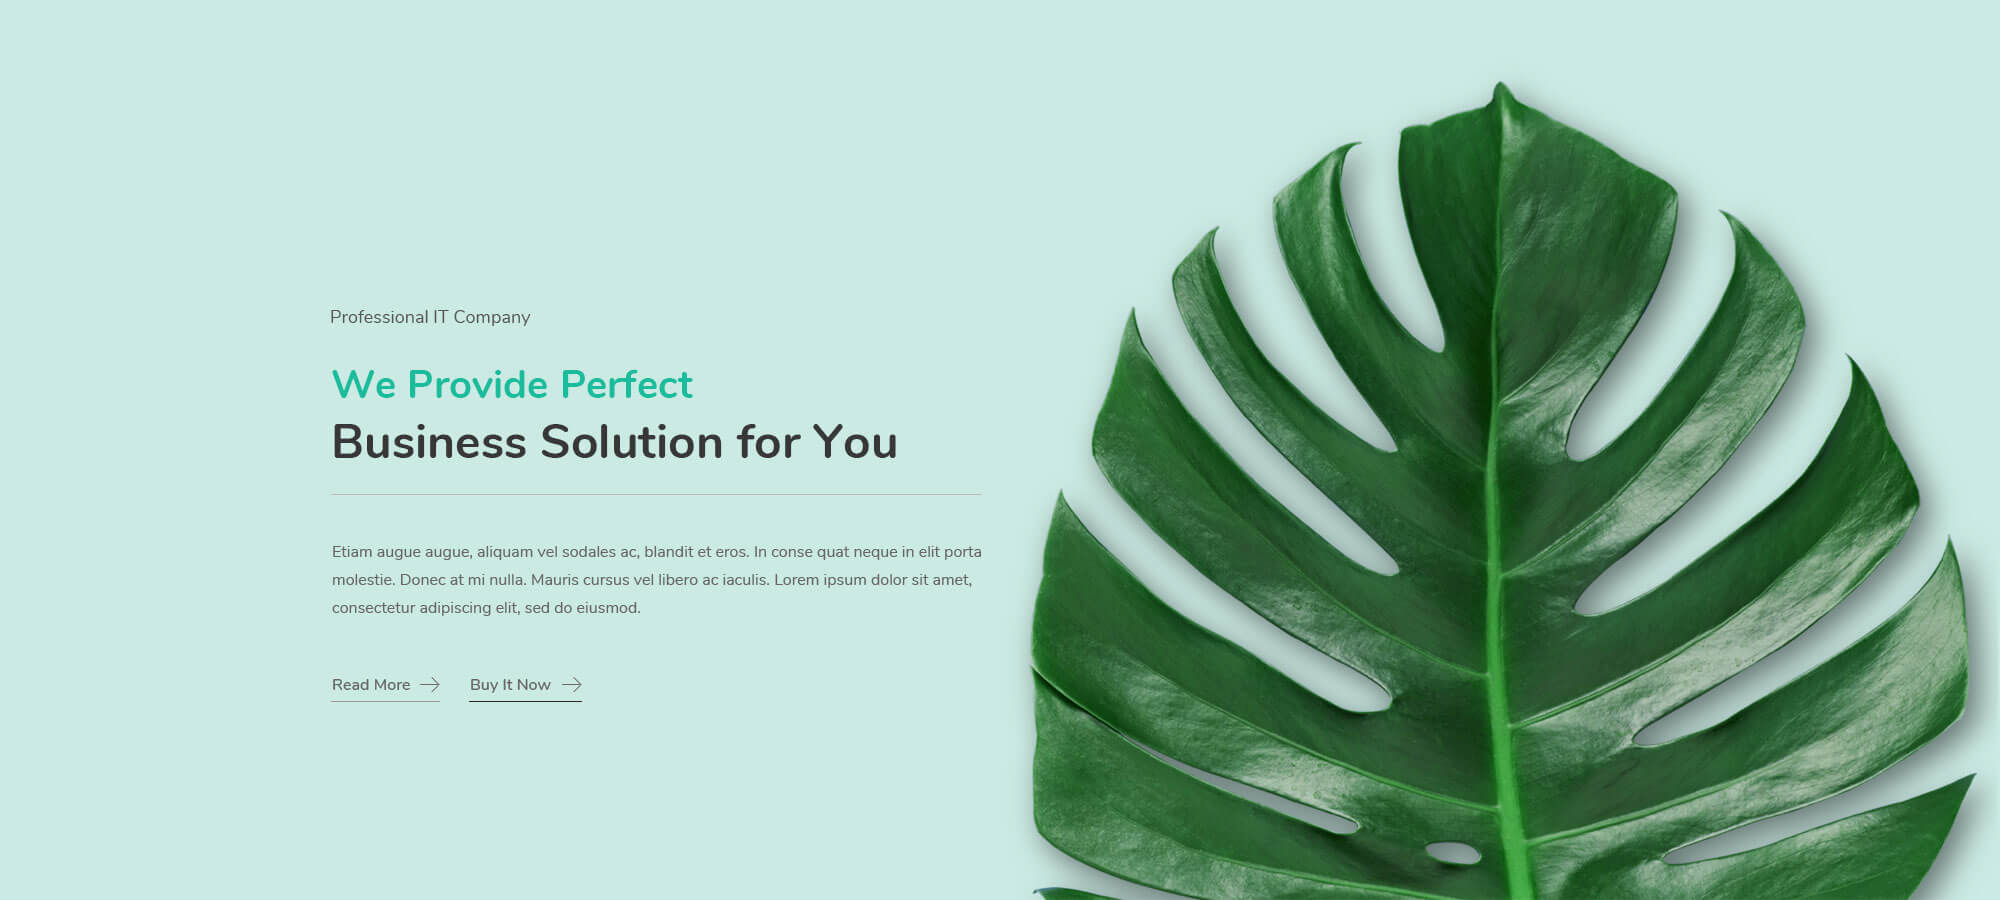 Professional IT Company
We Provide Perfect
Business Solution for You
Etiam augue augue, aliquam vel sodales ac, blandit et eros. In conse quat neque in elit porta
molestie. Donec at mi nulla. Mauris cursus vel libero ac iaculis. Lorem ipsum dolor sit amet,
consectetur adipiscing elit, sed do eiusmod.
Read More Buy It Now